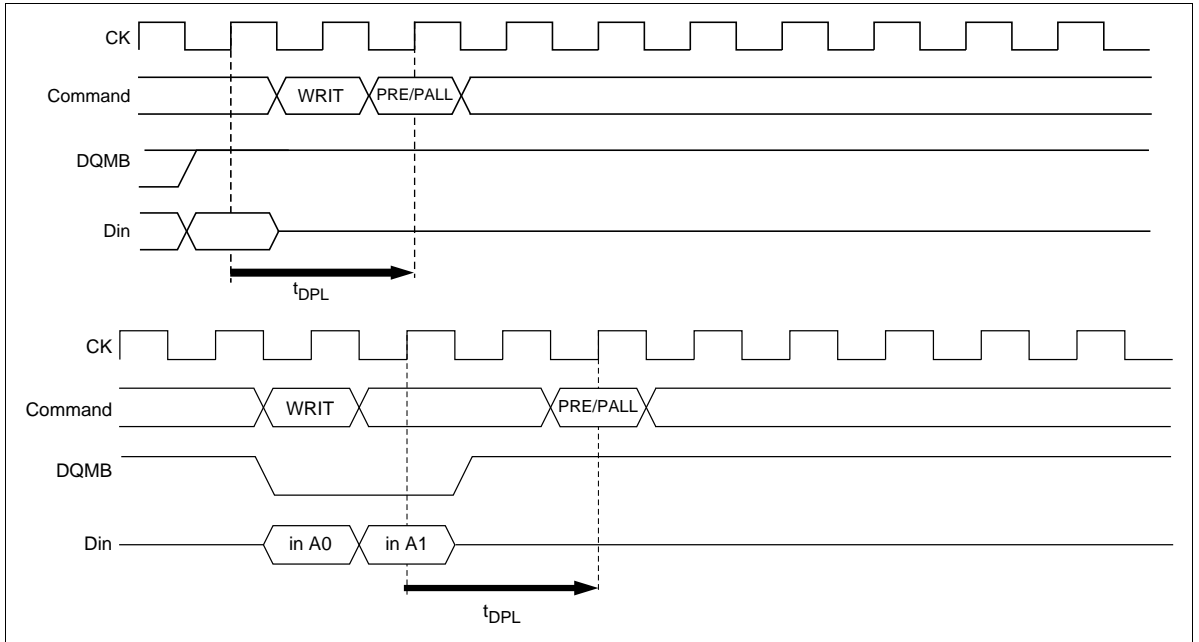 CK
Command WRIT PRE/PALL
DQMB
Din
tDPL
CK
Command WRIT PRE/PALL
DQMB
Din in A0 in A1
tDPL